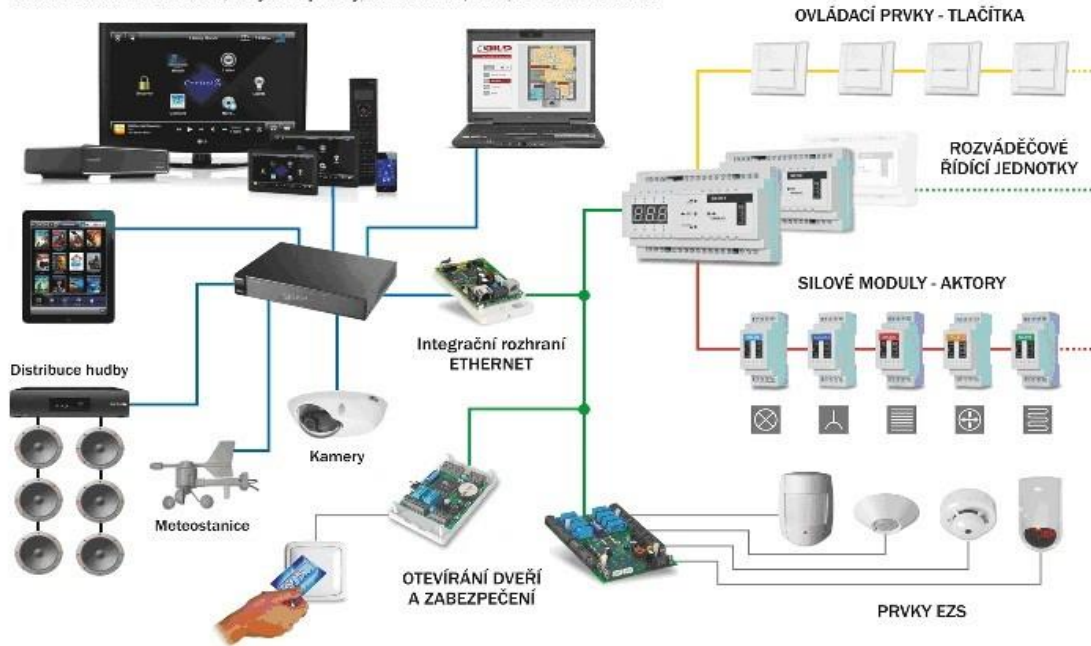 OVLÁDACÍ PRVKY - TLAČÍTKA
ROZVÁDĚČOVÉ
ŘÍDÍCÍ JEDNOTKY
SILOVÉ MODULY - AKTORY
Integrační rozhraní
ETHERNET
Distribuce hudby
Kamery
Meteostanice
OTEVÍRÁNÍ DVEŘÍ
A ZABEZPEČENÍ
PRVKY EZS